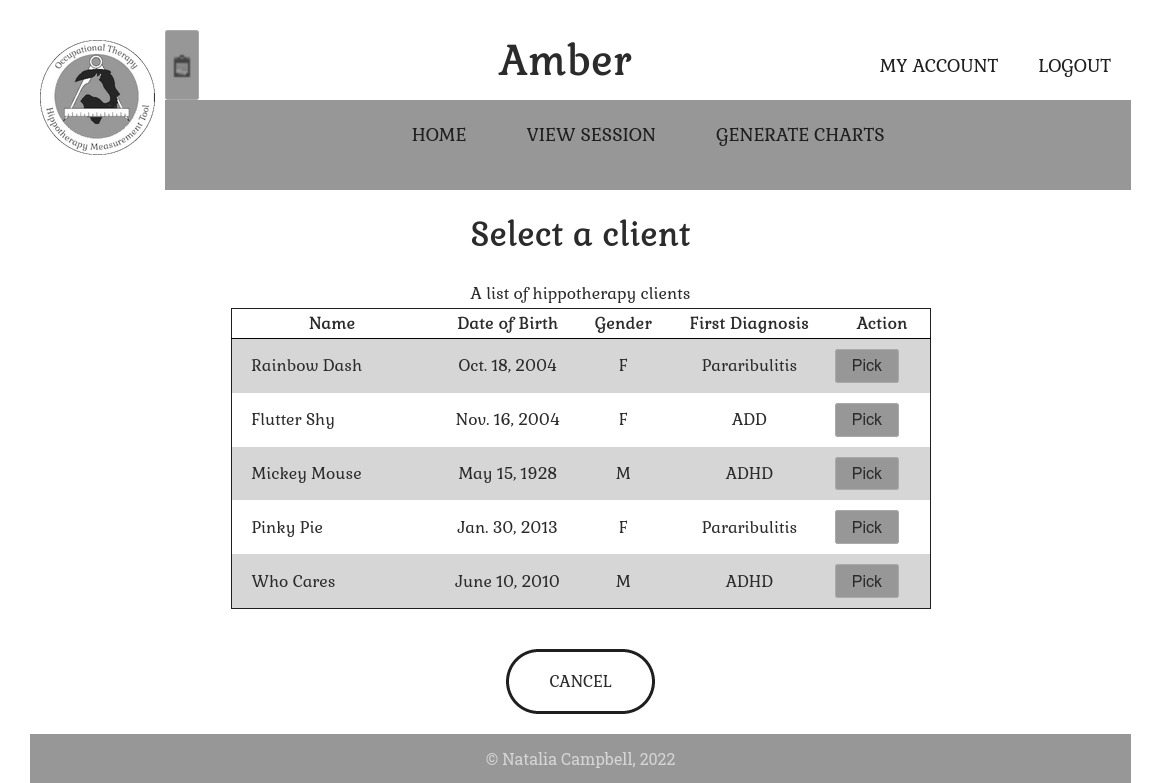 Occupational Therapy
Hippotherapy Measurement Tool
Amber
MY ACCOUNT LOGOUT
HOME VIEW SESSION GENERATE CHARTS
Select a client
A list of hippotherapy clients
Name Date of Birth Gender First Diagnosis Action
Rainbow Dash Oct. 18, 2004 F Pararibulitis Pick
Flutter Shy Nov. 16, 2004 F ADD Pick
Mickey Mouse May 15, 1928 M ADHD Pick
Pinky Pie Jan. 30, 2013 F Pararibulitis Pick
Who Cares June 10, 2010 M ADHD Pick
CANCEL
© Natalia Campbell, 2022